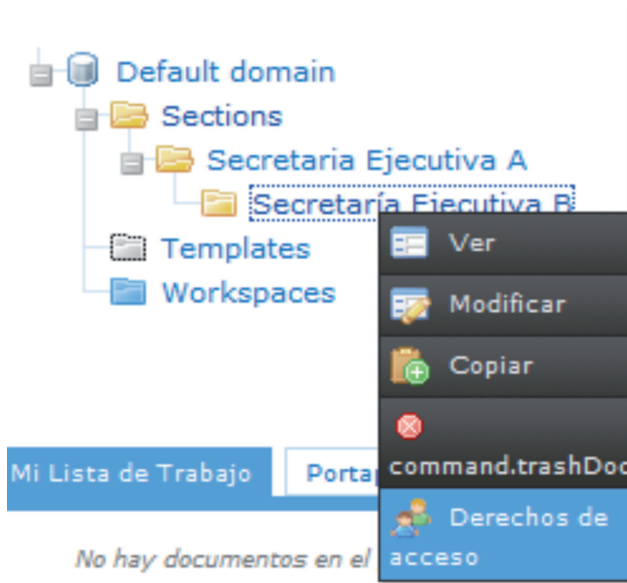 Default domain
Sections
Secretaria Ejecutiva A
Secretaría Ejecutiva B
Templates
Workspaces
Ver
Modificar
Copiar
command.trashDoc
Derechos de
acceso
Mi Lista de Trabajo
Porta
No hay documentos en el